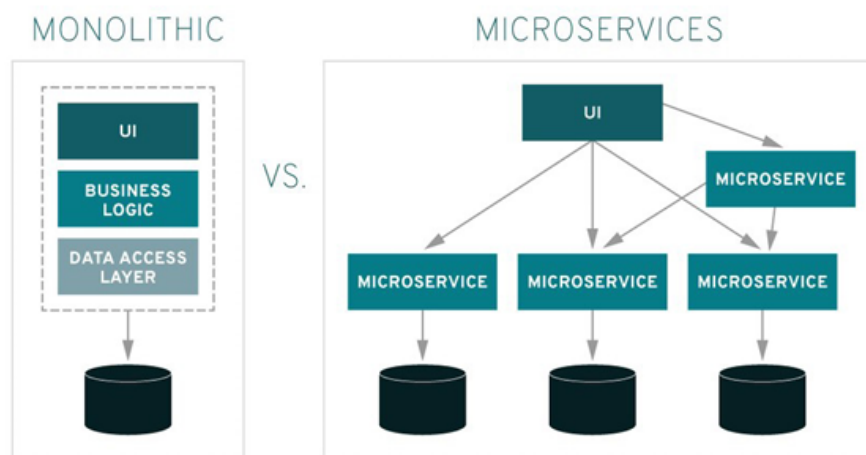 MONOLITHIC
MICROSERVICES
UI
BUSINESS
LOGIC
DATA ACCESS
LAYER
VS.
UI
MICROSERVICE
MICROSERVICE
MICROSERVICE
MICROSERVICE